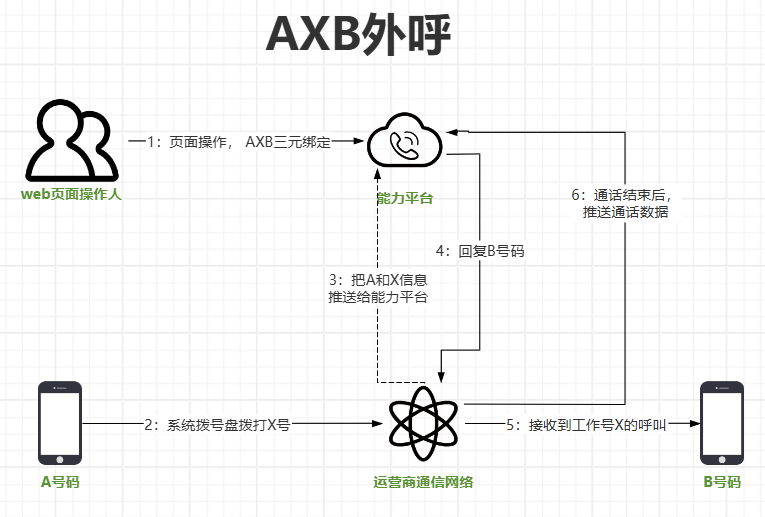 AXB外呼
1：页面操作， AXB三元绑定
web页面操作人
能力平台
6：通话结束后，
推送通话数据
4：回复B号码
3：把A和X信息
推送给能力平台
2：系统拨号盘拨打X号
5：接收到工作号X的呼叫
A号码
运营商通信网络
B号码